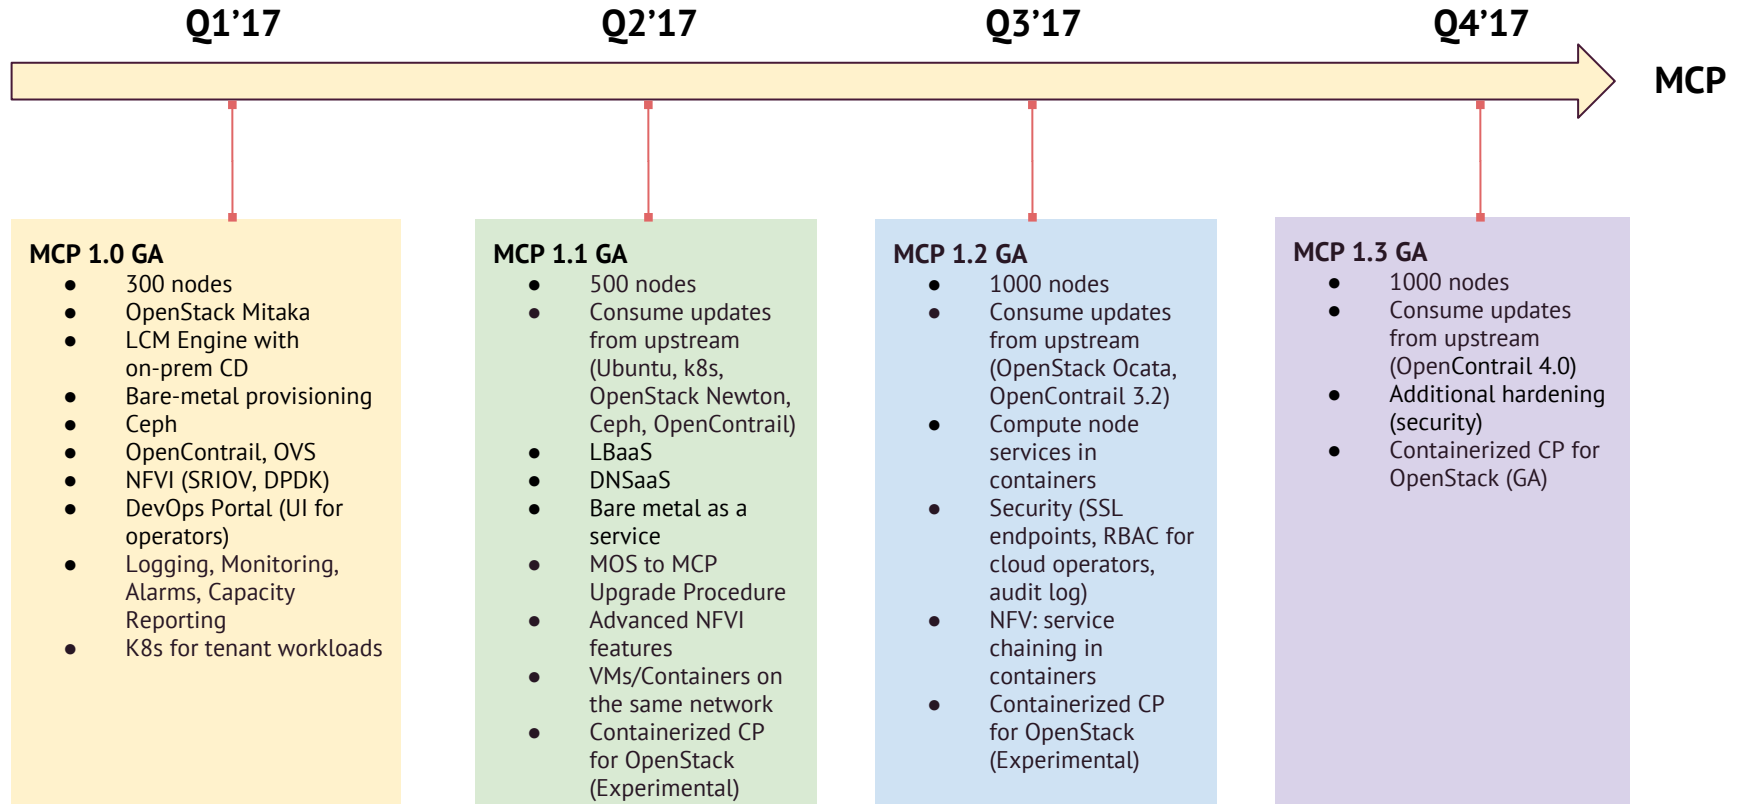 Q1’17
Q2’17
Q3’17
Q4’17
MCP
MCP 1.0 GA
● 300 nodes
● OpenStack Mitaka
● LCM Engine with
on-prem CD
● Bare-metal provisioning
● Ceph
● OpenContrail, OVS
● NFVI (SRIOV, DPDK)
● DevOps Portal (UI for
operators)
● Logging, Monitoring,
Alarms, Capacity
Reporting
● K8s for tenant workloads
MCP 1.1 GA
● 500 nodes
● Consume updates
from upstream
(Ubuntu, k8s,
OpenStack Newton,
Ceph, OpenContrail)
● LBaaS
● DNSaaS
● Bare metal as a
service
● MOS to MCP
Upgrade Procedure
● Advanced NFVI
features
● VMs/Containers on
the same network
● Containerized CP
for OpenStack
(Experimental)
MCP 1.2 GA
● 1000 nodes
● Consume updates
from upstream
(OpenStack Ocata,
OpenContrail 3.2)
● Compute node
services in
containers
● Security (SSL
endpoints, RBAC for
cloud operators,
audit log)
● NFV: service
chaining in
containers
● Containerized CP
for OpenStack
(Experimental)
MCP 1.3 GA
● 1000 nodes
● Consume updates
from upstream
(OpenContrail 4.0)
● Additional hardening
(security)
● Containerized CP for
OpenStack (GA)